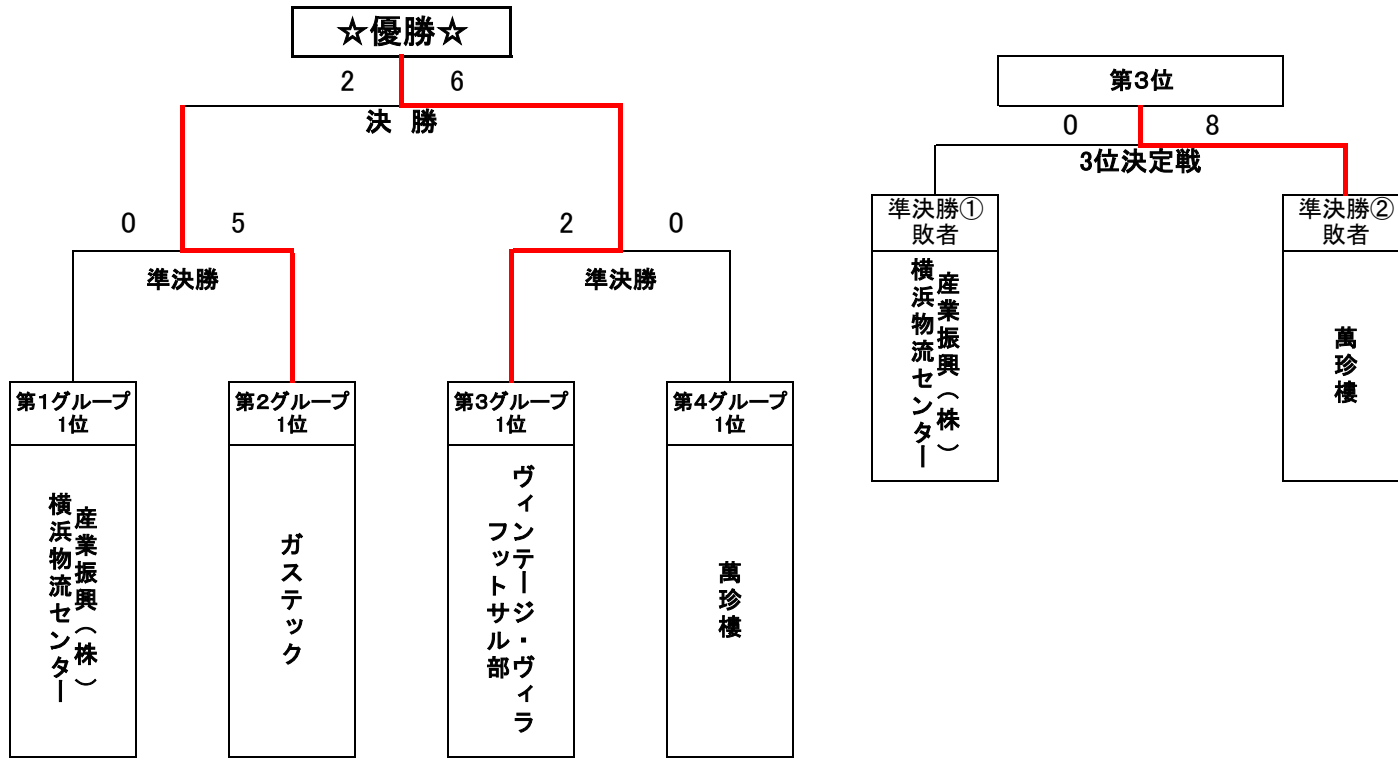 ☆優勝☆
2 6
決 勝
0 5
準決勝
2 0
準決勝
第1グループ
1位
産業振興(株)
横浜物流センター
第2グループ
1位
ガステック
第3グループ
1位
ヴィンテージ・ヴィラ
フットサル部
第4グループ
1位
萬珍樓
第3位
0 8
3位決定戦
準決勝①
敗者
産業振興(株)
横浜物流センター
準決勝②
敗者
萬珍樓